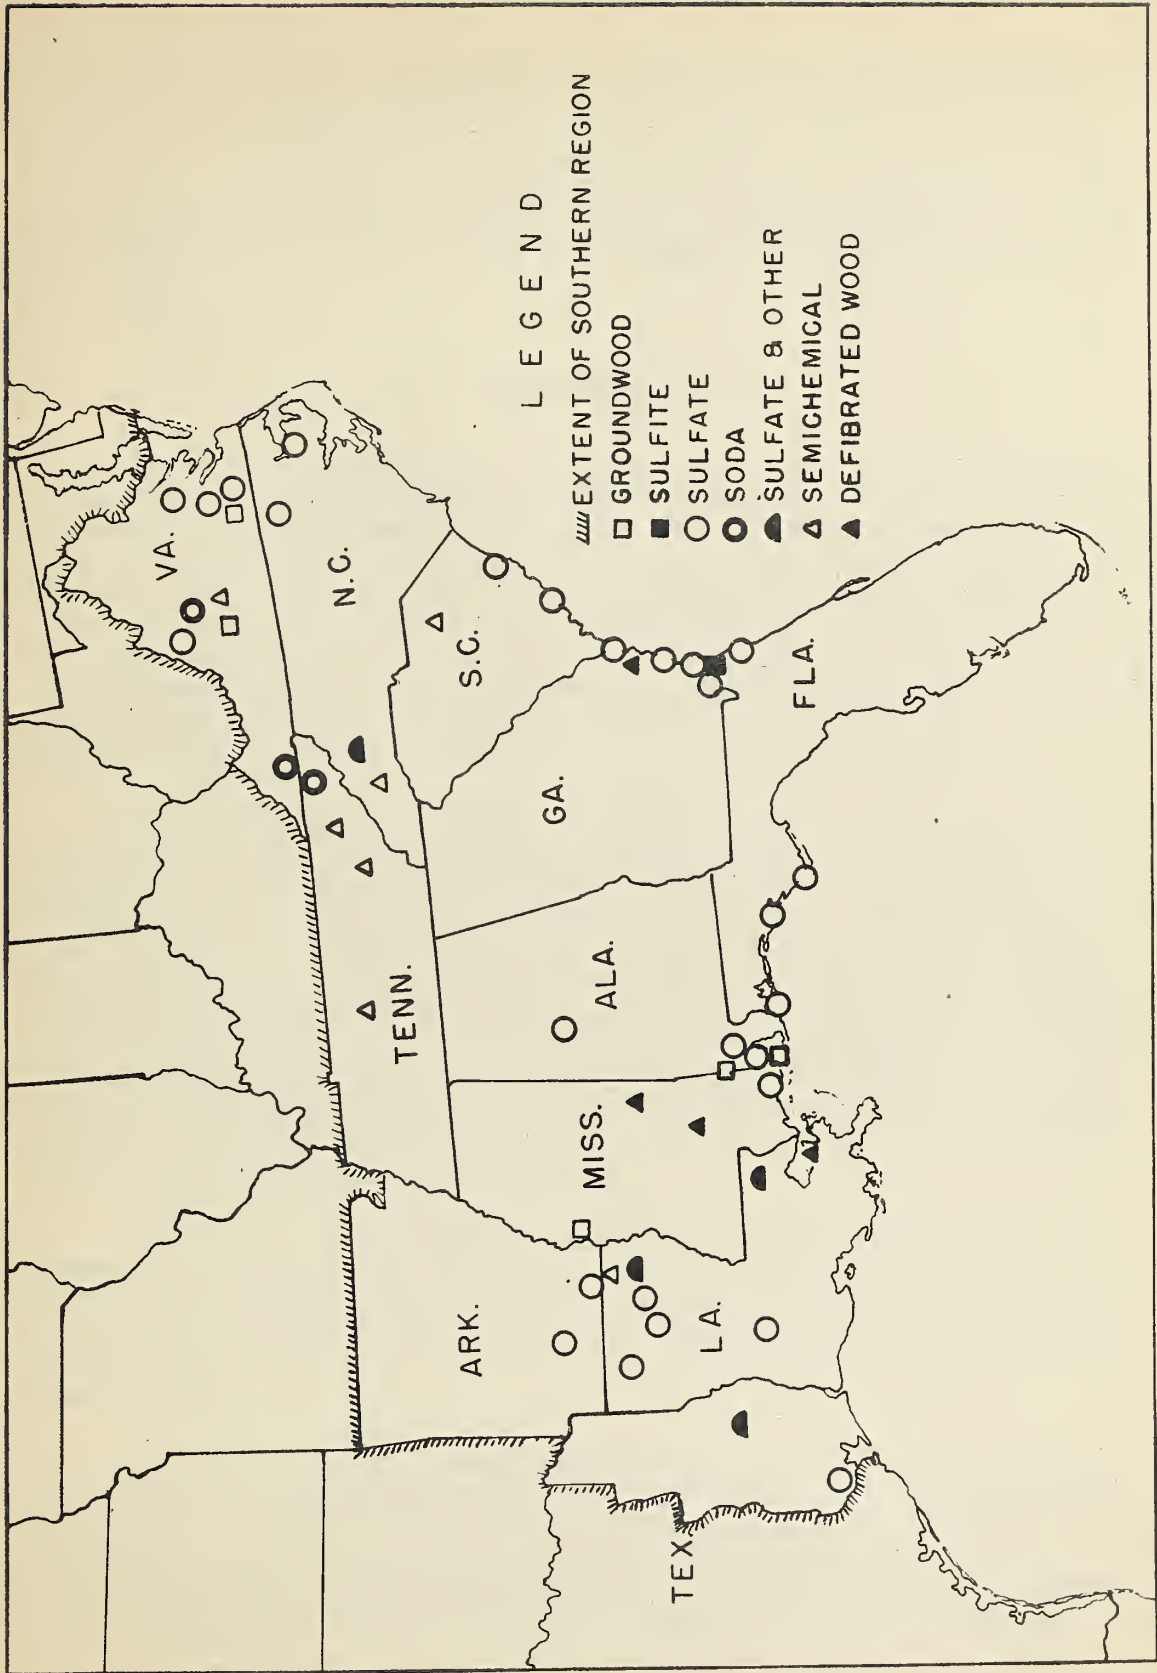 VA.
N.C.
S.C.
TENN.
GA.
ALA.
MISS.
ARK.
LA.
FLA.
TEX.
LEGEND
EXTENT OF SOUTHERN REGION
GROUNDWOOD
SULFITE
SULFATE
SODA
SULFATE & OTHER
SEMICHEMICAL
DEFIBRATED WOOD